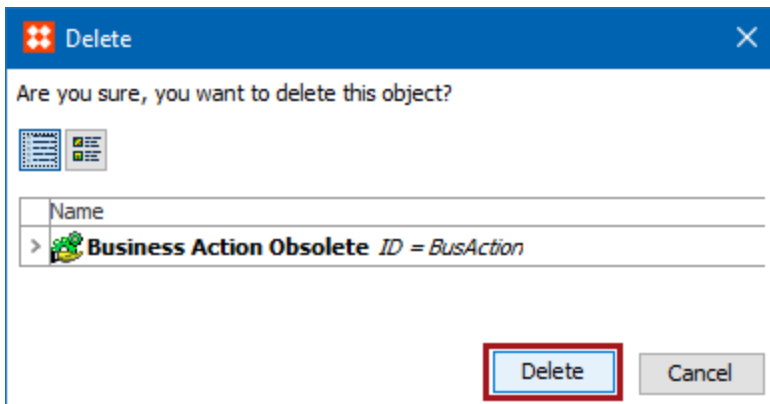 Delete
Are you sure, you want to delete this object?
Name
Business Action Obsolete ID = BusAction
Delete Cancel